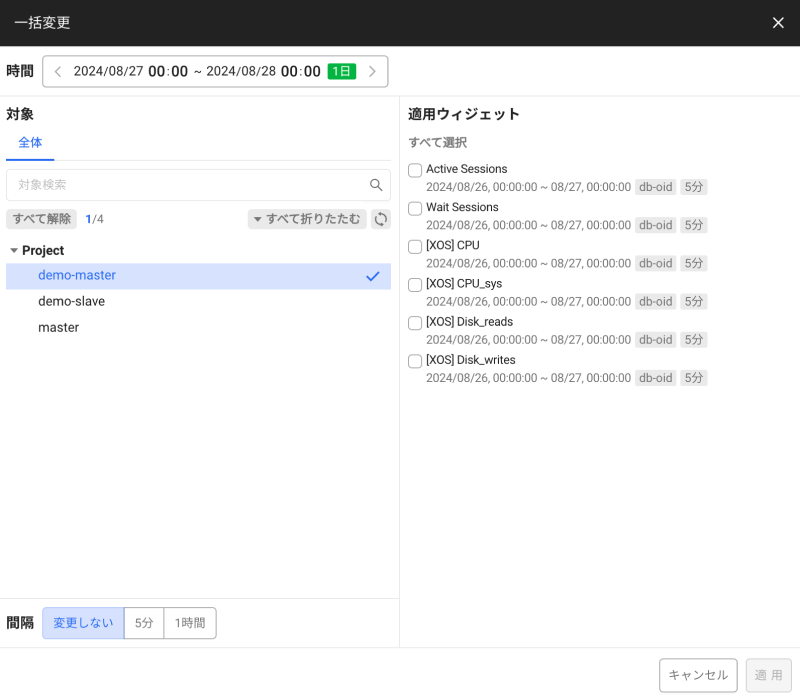 一括変更
時間 2024/08/27 00:00 ~ 2024/08/28 00:00 1日
対象
全体
対象検索
すべて解除 1/4 すべて折りたたむ
Project
demo-master
demo-slave
master
間隔 変更しない 5分 1時間
適用ウィジェット
すべて選択
Active Sessions
2024/08/26, 00:00:00 ~ 08/27, 00:00:00 db-oid 5分
Wait Sessions
2024/08/26, 00:00:00 ~ 08/27, 00:00:00 db-oid 5分
[XOS] CPU
2024/08/26, 00:00:00 ~ 08/27, 00:00:00 db-oid 5分
[XOS] CPU_sys
2024/08/26, 00:00:00 ~ 08/27, 00:00:00 db-oid 5分
[XOS] Disk_reads
2024/08/26, 00:00:00 ~ 08/27, 00:00:00 db-oid 5分
[XOS] Disk_writes
2024/08/26, 00:00:00 ~ 08/27, 00:00:00 db-oid 5分
キャンセル 適 用